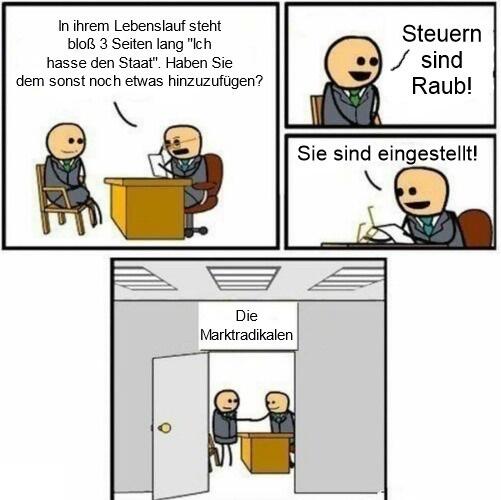 In ihrem Lebenslauf steht
bloß 3 Seiten lang "Ich
hasse den Staat". Haben Sie
dem sonst noch etwas hinzuzufügen?
Steuern
sind
Raub!
Sie sind eingestellt!
Die
Marktradikalen